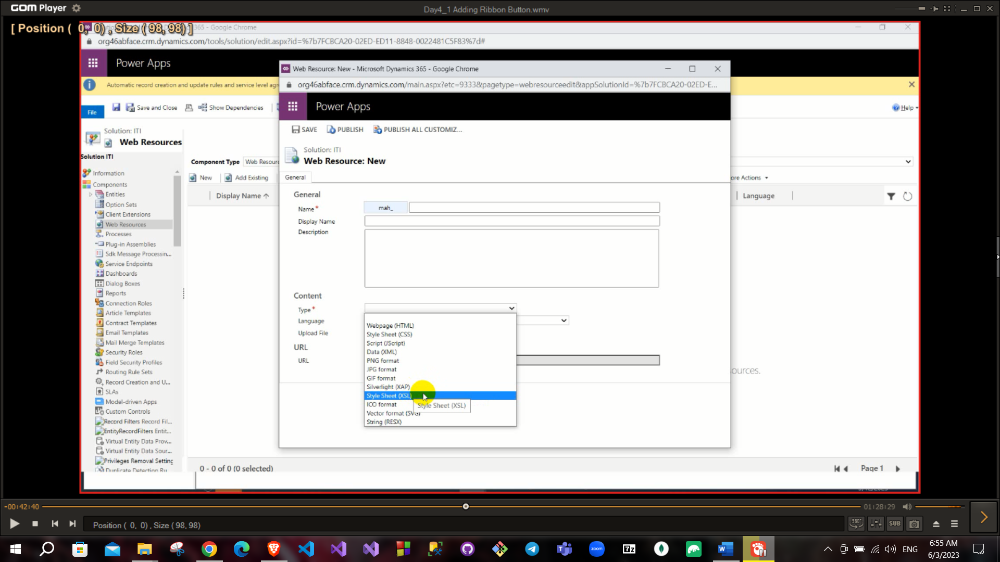 GOM Player
Day4_1 Adding Ribbon Button.wmv
[ Position ( 0, 0) , Size ( 98, 98) ]
365 - Google Chrome
org46abface.crm.dynamics.com/tools/solution/edit.aspx?id=%7b7FCBCA20-02ED-ED11-8848-0022481C5F83%7d#
Power Apps
Automatic record creation and update rules and service level agr
File
Save and Close
Show Dependencies
Help
Solution: ITI
Web Resources
Solution ITI
Information
Components
Entities
Option Sets
Client Extensions
Web Resources
Processes
Plug-in Assemblies
Sdk Message Processin...
Service Endpoints
Dashboards
Dialog Boxes
Reports
Connection Roles
Article Templates
Contract Templates
Email Templates
Mail Merge Templates
Security Roles
Field Security Profiles
Routing Rule Sets
Record Creation and U...
SLAs
Model-driven Apps
Custom Controls
Record Filters Record Fil...
EntityRecordFilters Entit...
Virtual Entity Data Prov...
Virtual Entity Data Sour...
Privileges Removal Setting
Duplicate Detection Ru
Component Type
Web Resour
New
Add Existing
ore Actions
Display Name
Language
ources.
0 - 0 of 0 (0 selected)
Page 1
Web Resource: New - Microsoft Dynamics 365 - Google Chrome
org46abface.crm.dynamics.com/main.aspx?etc=9333&pagetype=webresourceedit&appSolutionId=%7b7FCBCA20-02ED-E...
Power Apps
SAVE
PUBLISH
PUBLISH ALL CUSTOMIZ...
Solution: ITI
Web Resource: New
General
General
Name*
mah_
Display Name
Description
Content
Type*
Language
Upload File
URL
URL
Webpage (HTML)
Style Sheet (CSS)
Script (JScript)
Data (XML)
PNG format
JPG format
GIF format
Silverlight (XAP)
Style Sheet (XSL)
ICO format
Vector format (SVG)
String (RESX)
Style Sheet (XSL)
-00:42:40
01:28:29
Position ( 0, 0) , Size ( 98, 98)
360°
SUB
zoom
7z
ENG
6:55 AM
6/3/2023